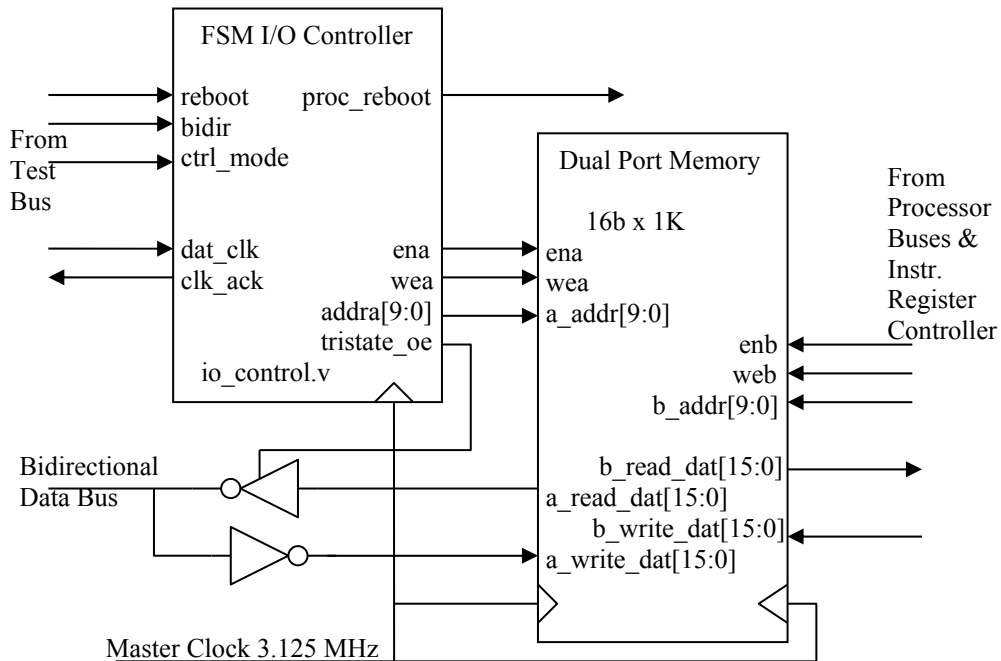 FSM I/O Controller
reboot
proc_reboot
bidir
ctrl_mode
From
Test
Bus
dat_clk
clk_ack
ena
wea
addra[9:0]
tristate_oe
io_control.v
Dual Port Memory
16b x 1K
ena
wea
a_addr[9:0]
enb
web
b_addr[9:0]
b_read_dat[15:0]
a_read_dat[15:0]
b_write_dat[15:0]
a_write_dat[15:0]
From
Processor
Buses &
Instr.
Register
Controller
Bidirectional
Data Bus
Master Clock 3.125 MHz